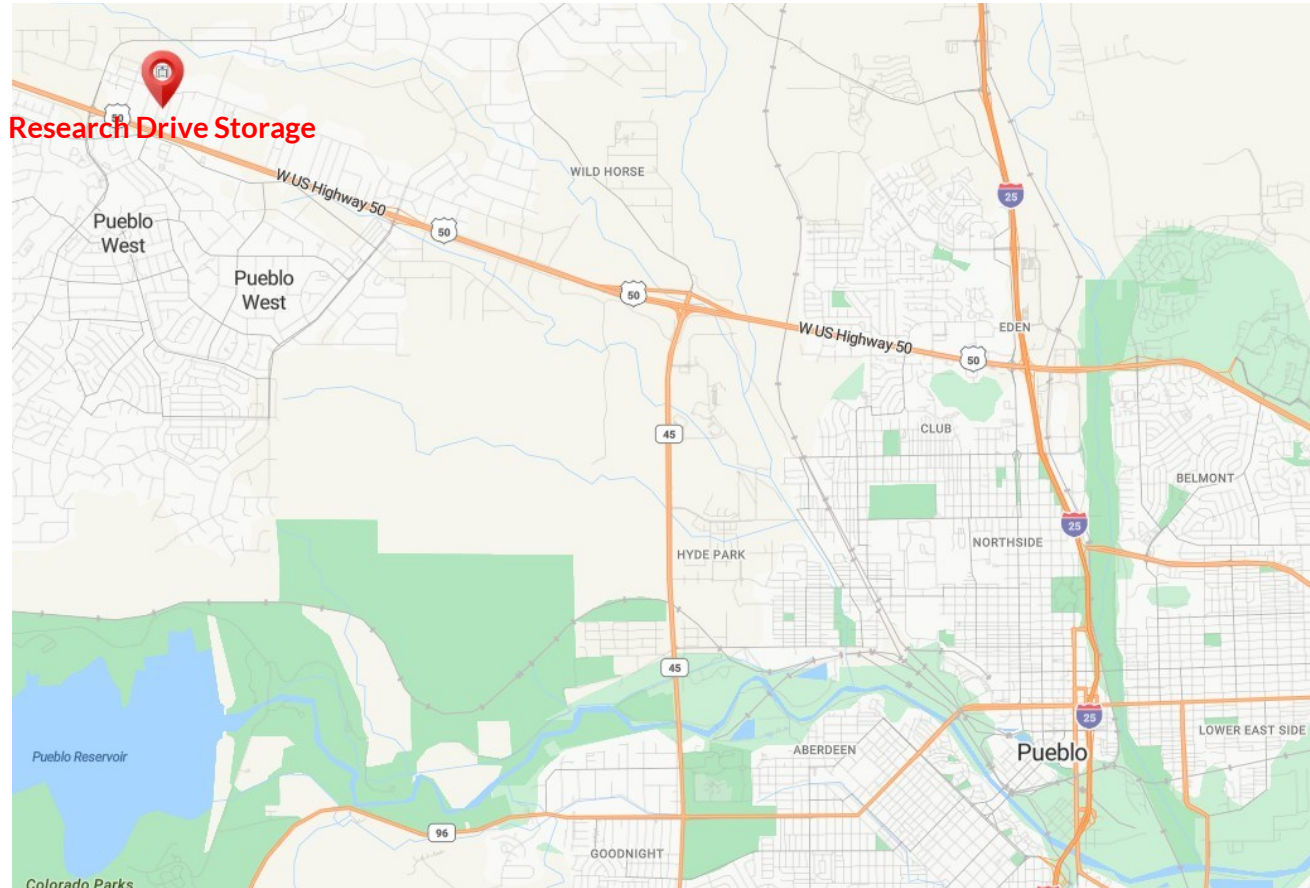 50
Research Drive Storage
W US Highway 50
WILD HORSE
25
Pueblo
West
50
Pueblo
West
50
W US Highway 50
EDEN
50
45
CLUB
BELMONT
25
HYDE PARK
NORTHSIDE
45
25
Pueblo Reservoir
ABERDEEN
Pueblo
LOWER EAST SIDE
96
GOODNIGHT
Colorado Parks